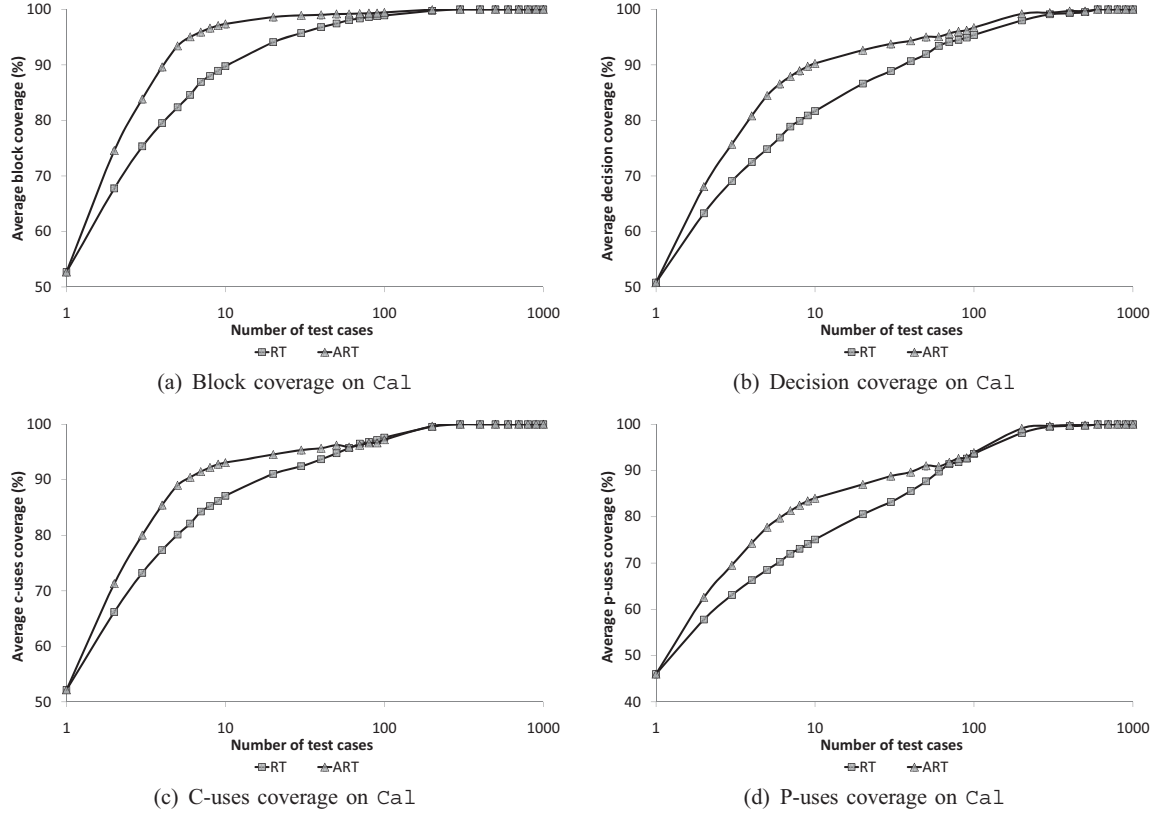 100
90
80
70
60
50
Average block coverage (%)
1 10 100 1000
Number of test cases
RT ART
(a) Block coverage on Cal
100
90
80
70
60
50
Average decision coverage (%)
1 10 100 1000
Number of test cases
RT ART
(b) Decision coverage on Cal
100
90
80
70
60
50
Average c-uses coverage (%)
1 10 100 1000
Number of test cases
RT ART
(c) C-uses coverage on Cal
100
90
80
70
60
50
40
Average p-uses coverage (%)
1 10 100 1000
Number of test cases
RT ART
(d) P-uses coverage on Cal